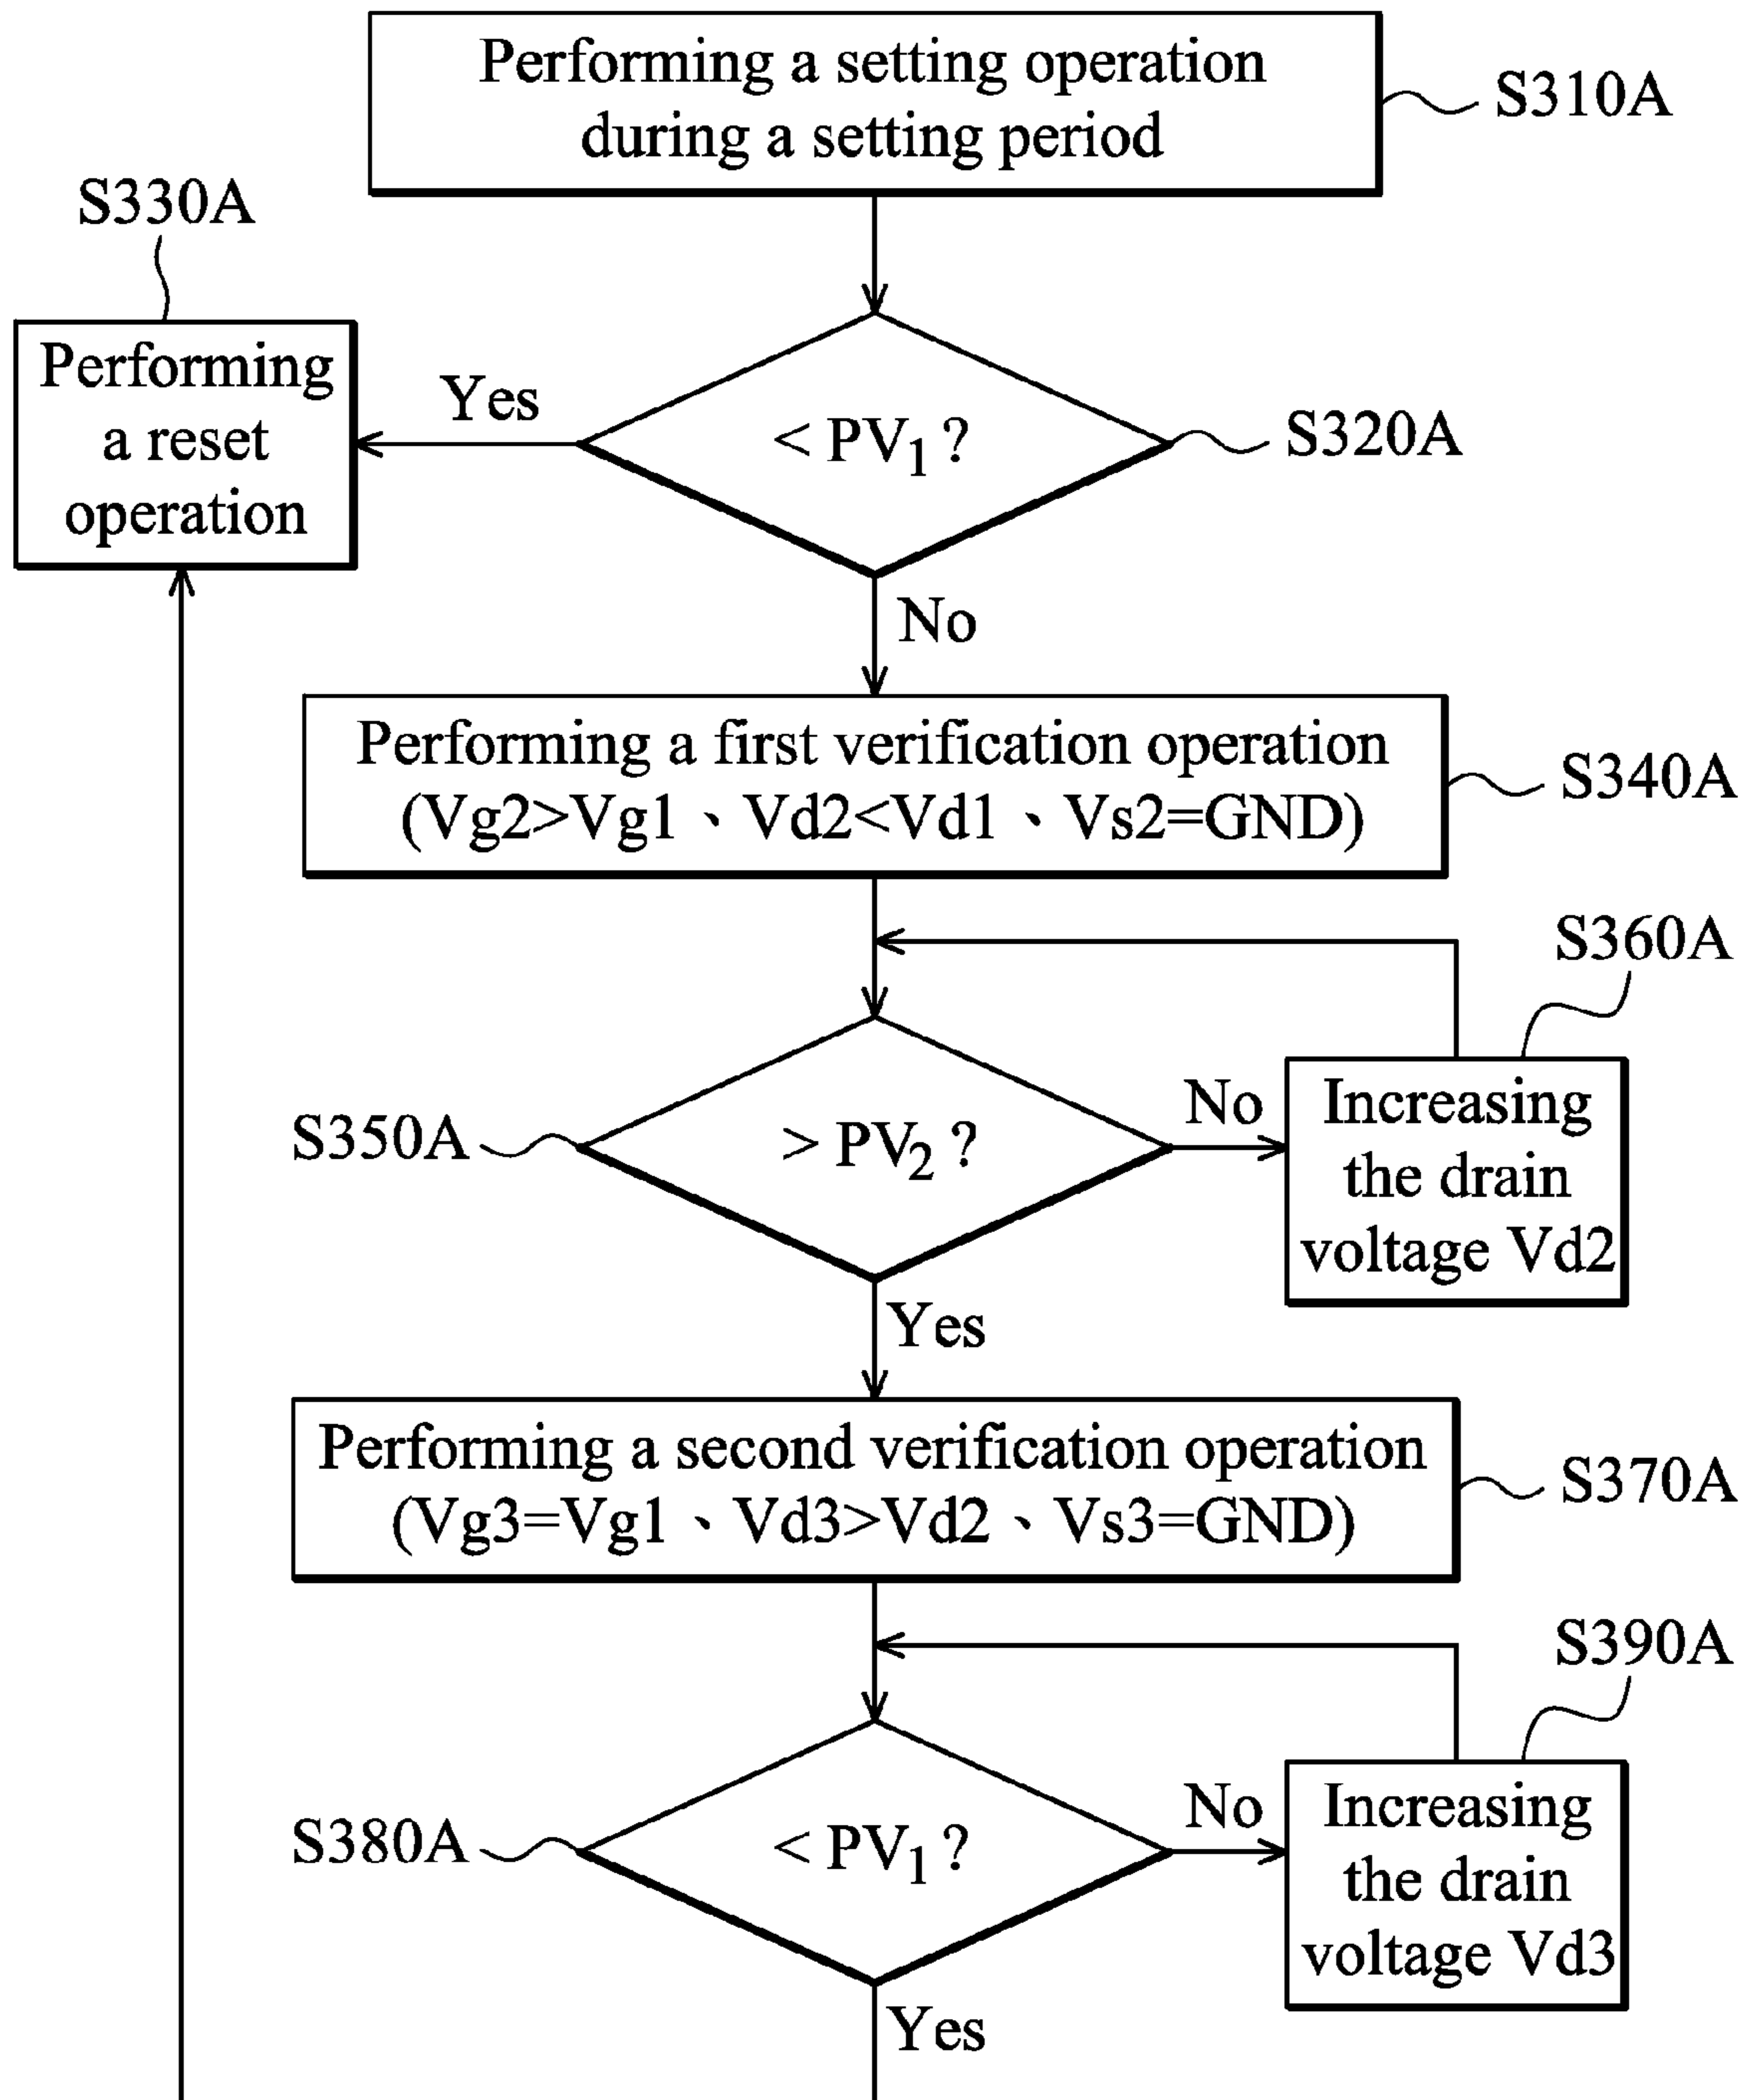 Performing a setting operation
during a setting period
S310A
S330A
Performing
a reset
operation
Yes
< PV1 ?
S320A
No
Performing a first verification operation
(Vg2>Vg1、Vd2<Vd1、Vs2=GND)
S340A
S360A
S350A
> PV2 ?
No
Increasing
the drain
voltage Vd2
Yes
Performing a second verification operation
(Vg3=Vg1、Vd3>Vd2、Vs3=GND)
S370A
S390A
S380A
< PV1 ?
No
Increasing
the drain
voltage Vd3
Yes